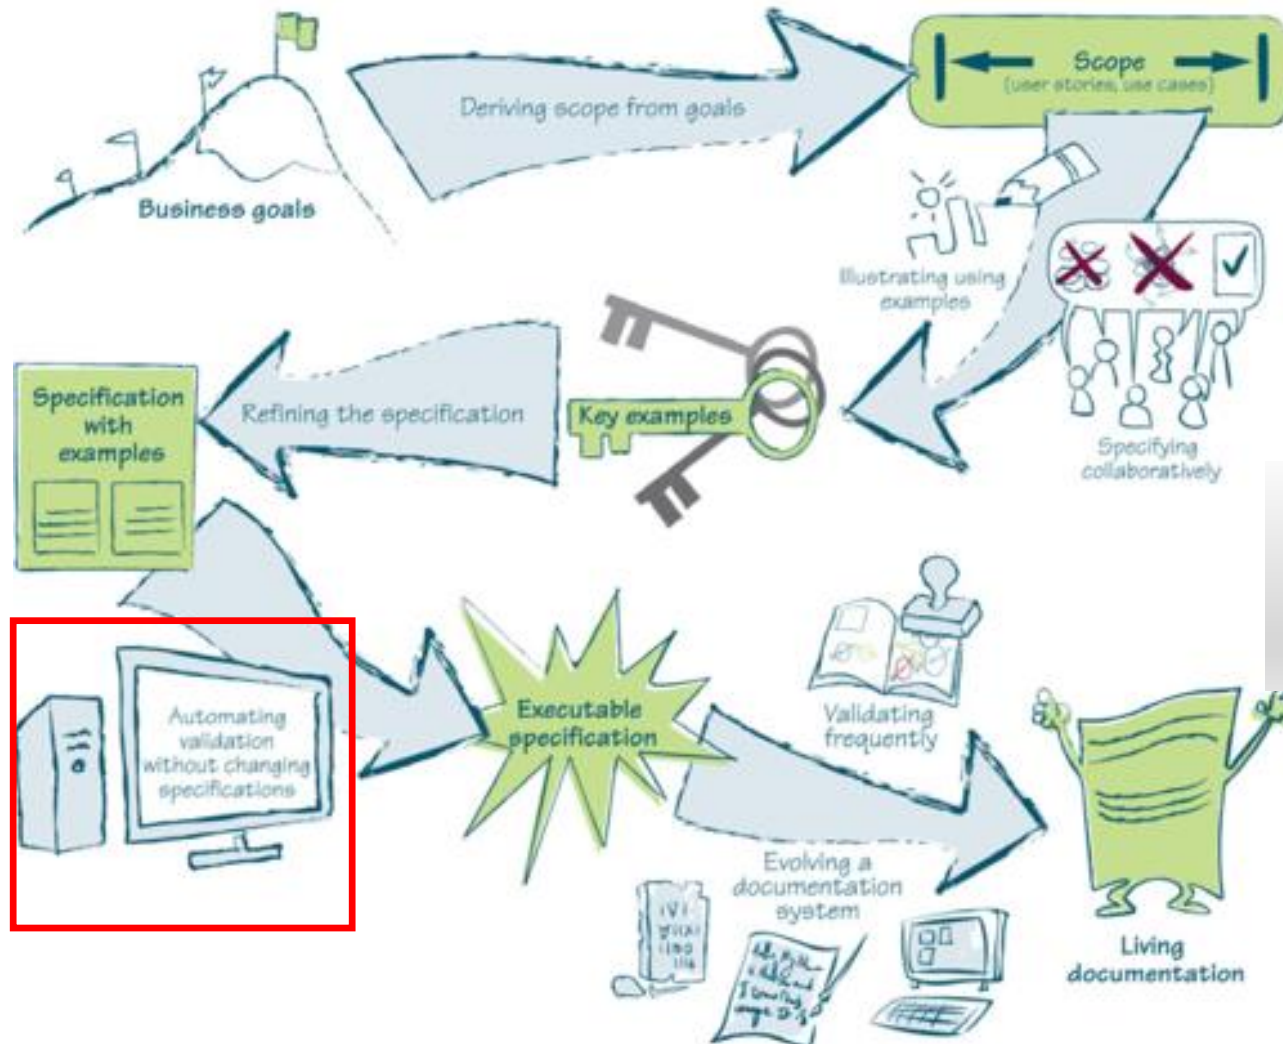 Deriving scope from goals
Scope
(user stories, use cases)
Business goals
Illustrating using
examples
Specifying
collaboratively
Key examples
Refining the specification
Specification
with
examples
Automating
validation
without changing
specifications
Executable
specification
Validating
frequently
Evolving a
documentation
system
Living
documentation